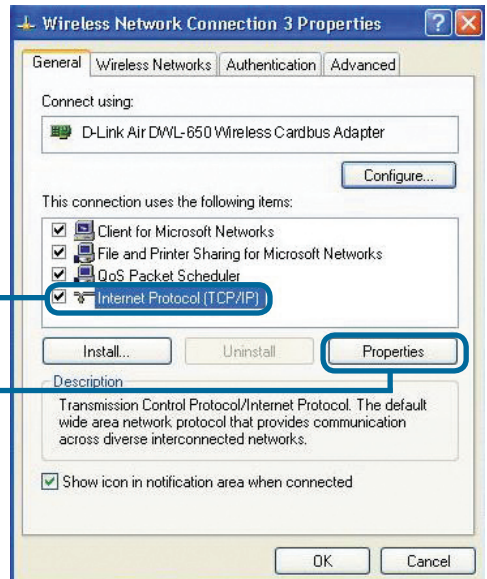 Wireless Network Connection 3 Properties
General Wireless Networks Authentication Advanced
Connect using:
D-Link Air DWL-650 Wireless Cardbus Adapter
Configure...
This connection uses the following items:
Client for Microsoft Networks
File and Printer Sharing for Microsoft Networks
QoS Packet Scheduler
Internet Protocol (TCP/IP)
Install... Uninstall Properties
Description
Transmission Control Protocol/Internet Protocol. The default
wide area network protocol that provides communication
across diverse interconnected networks.
Show icon in notification area when connected
OK Cancel